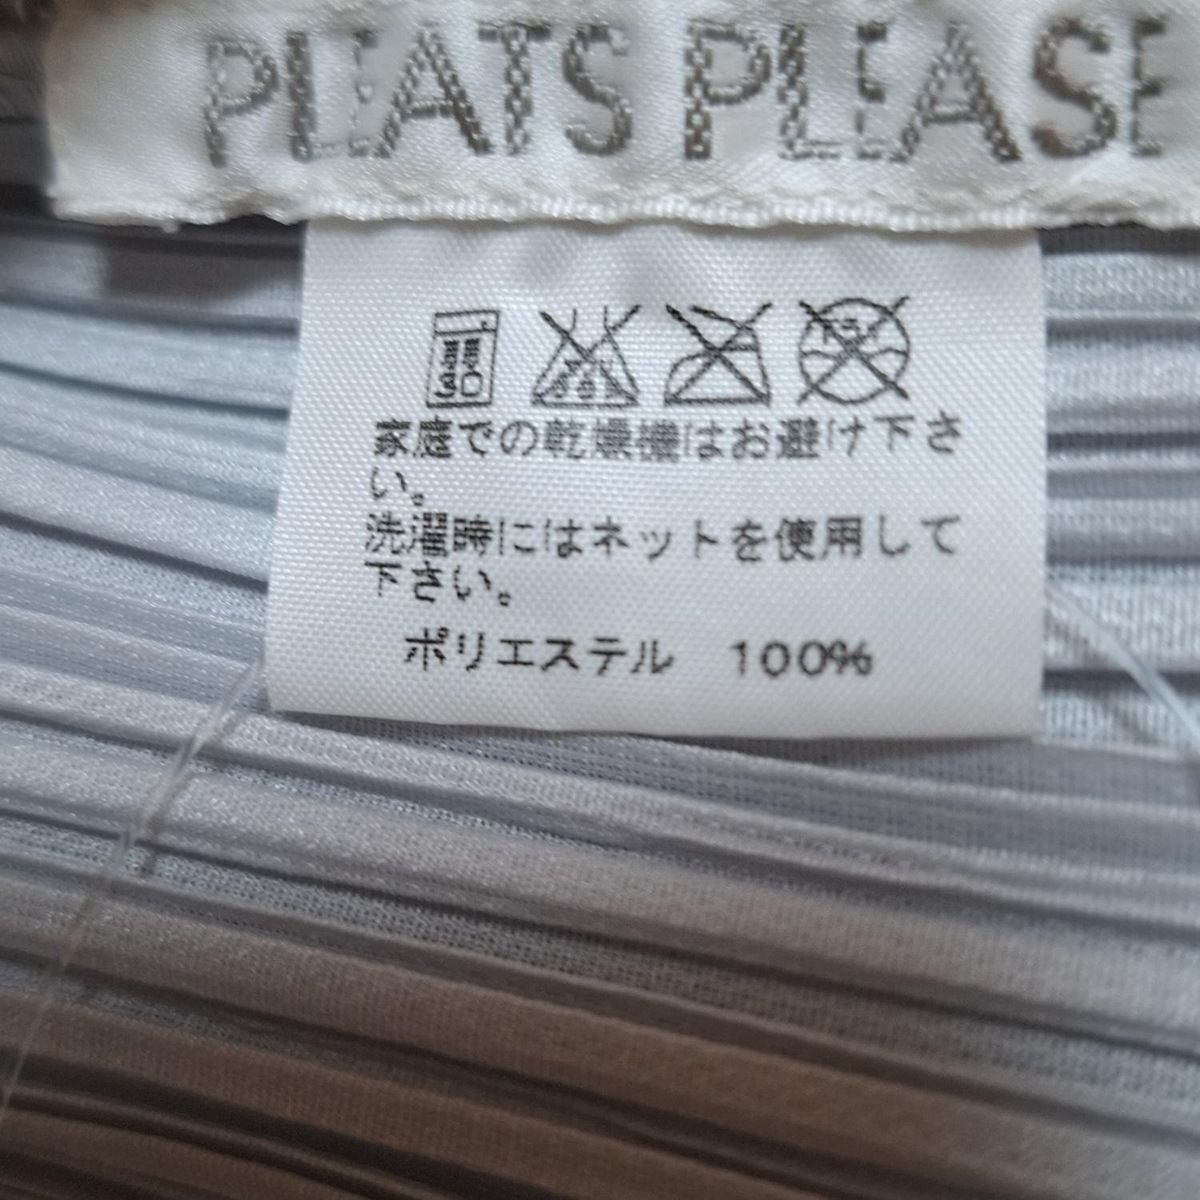 PLEATS PLEASE
家庭での乾燥機はお避け下さ
い。
洗濯時にはネットを使用して
下さい。
ポリエステル 100%